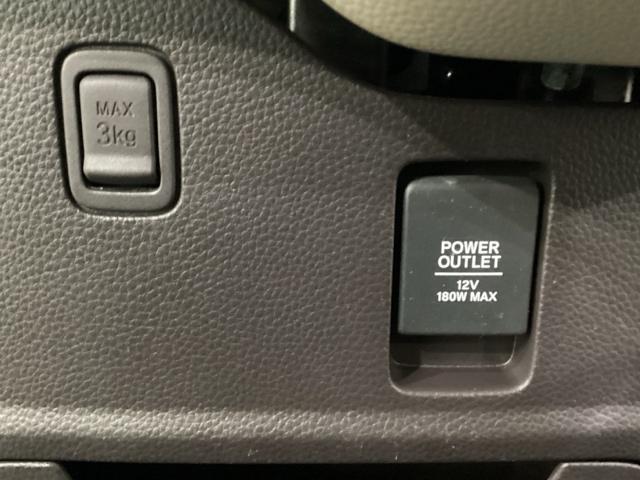 MAX
3kg
POWER
OUTLET
12V
180W MAX